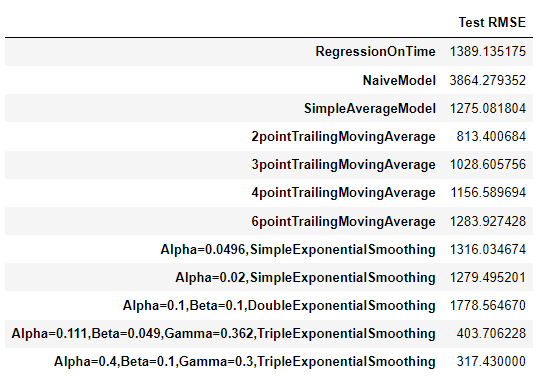 Test RMSE
RegressionOnTime 1389.135175
NaiveModel 3864.279352
SimpleAverageModel 1275.081804
2pointTrailingMovingAverage 813.400684
3pointTrailingMovingAverage 1028.605756
4pointTrailingMovingAverage 1156.589694
6pointTrailingMovingAverage 1283.927428
Alpha=0.0496,SimpleExponentialSmoothing 1316.034674
Alpha=0.02,SimpleExponentialSmoothing 1279.495201
Alpha=0.1,Beta=0.1,DoubleExponentialSmoothing 1778.564670
Alpha=0.111,Beta=0.049,Gamma=0.362,TripleExponentialSmoothing 403.706228
Alpha=0.4,Beta=0.1,Gamma=0.3,TripleExponentialSmoothing 317.430000